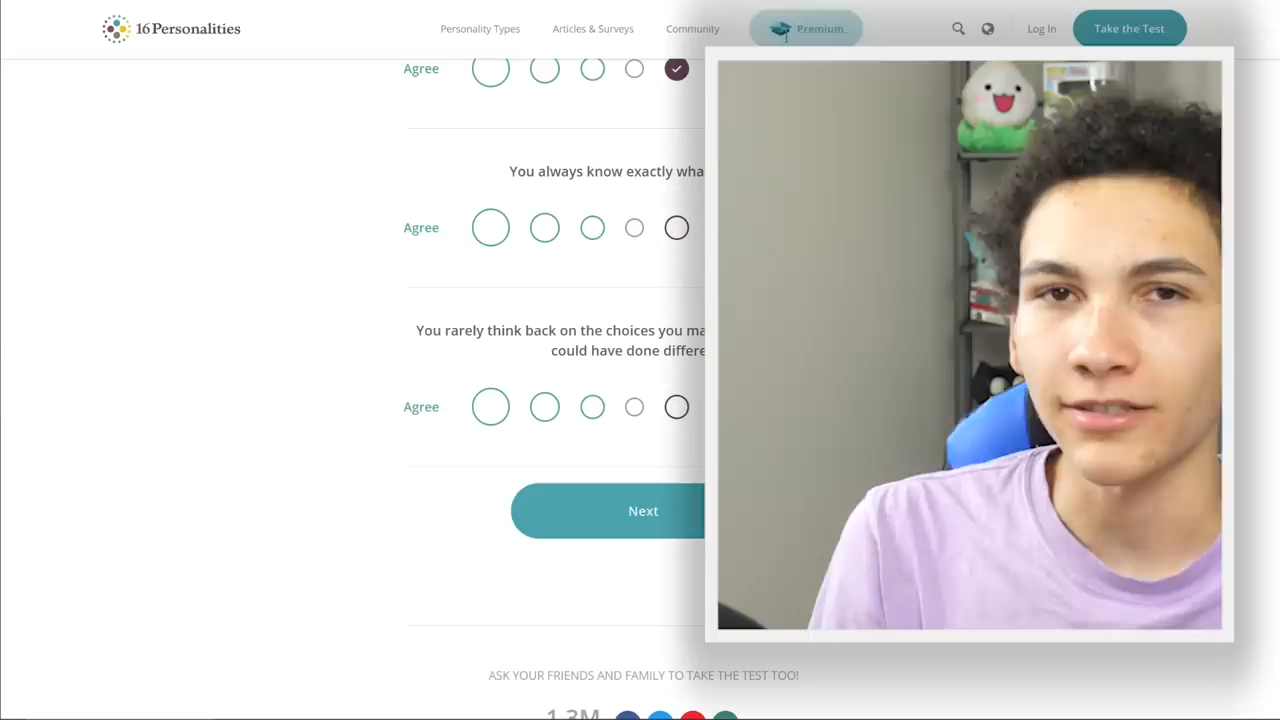 16Personalities
Personality Types
Articles & Surveys
Community
Premium
Log In
Take the Test
Agree
You always know exactly wha
Agree
You rarely think back on the choices you ma
could have done differe
Agree
Next
ASK YOUR FRIENDS AND FAMILY TO TAKE THE TEST TOO!
1.3M